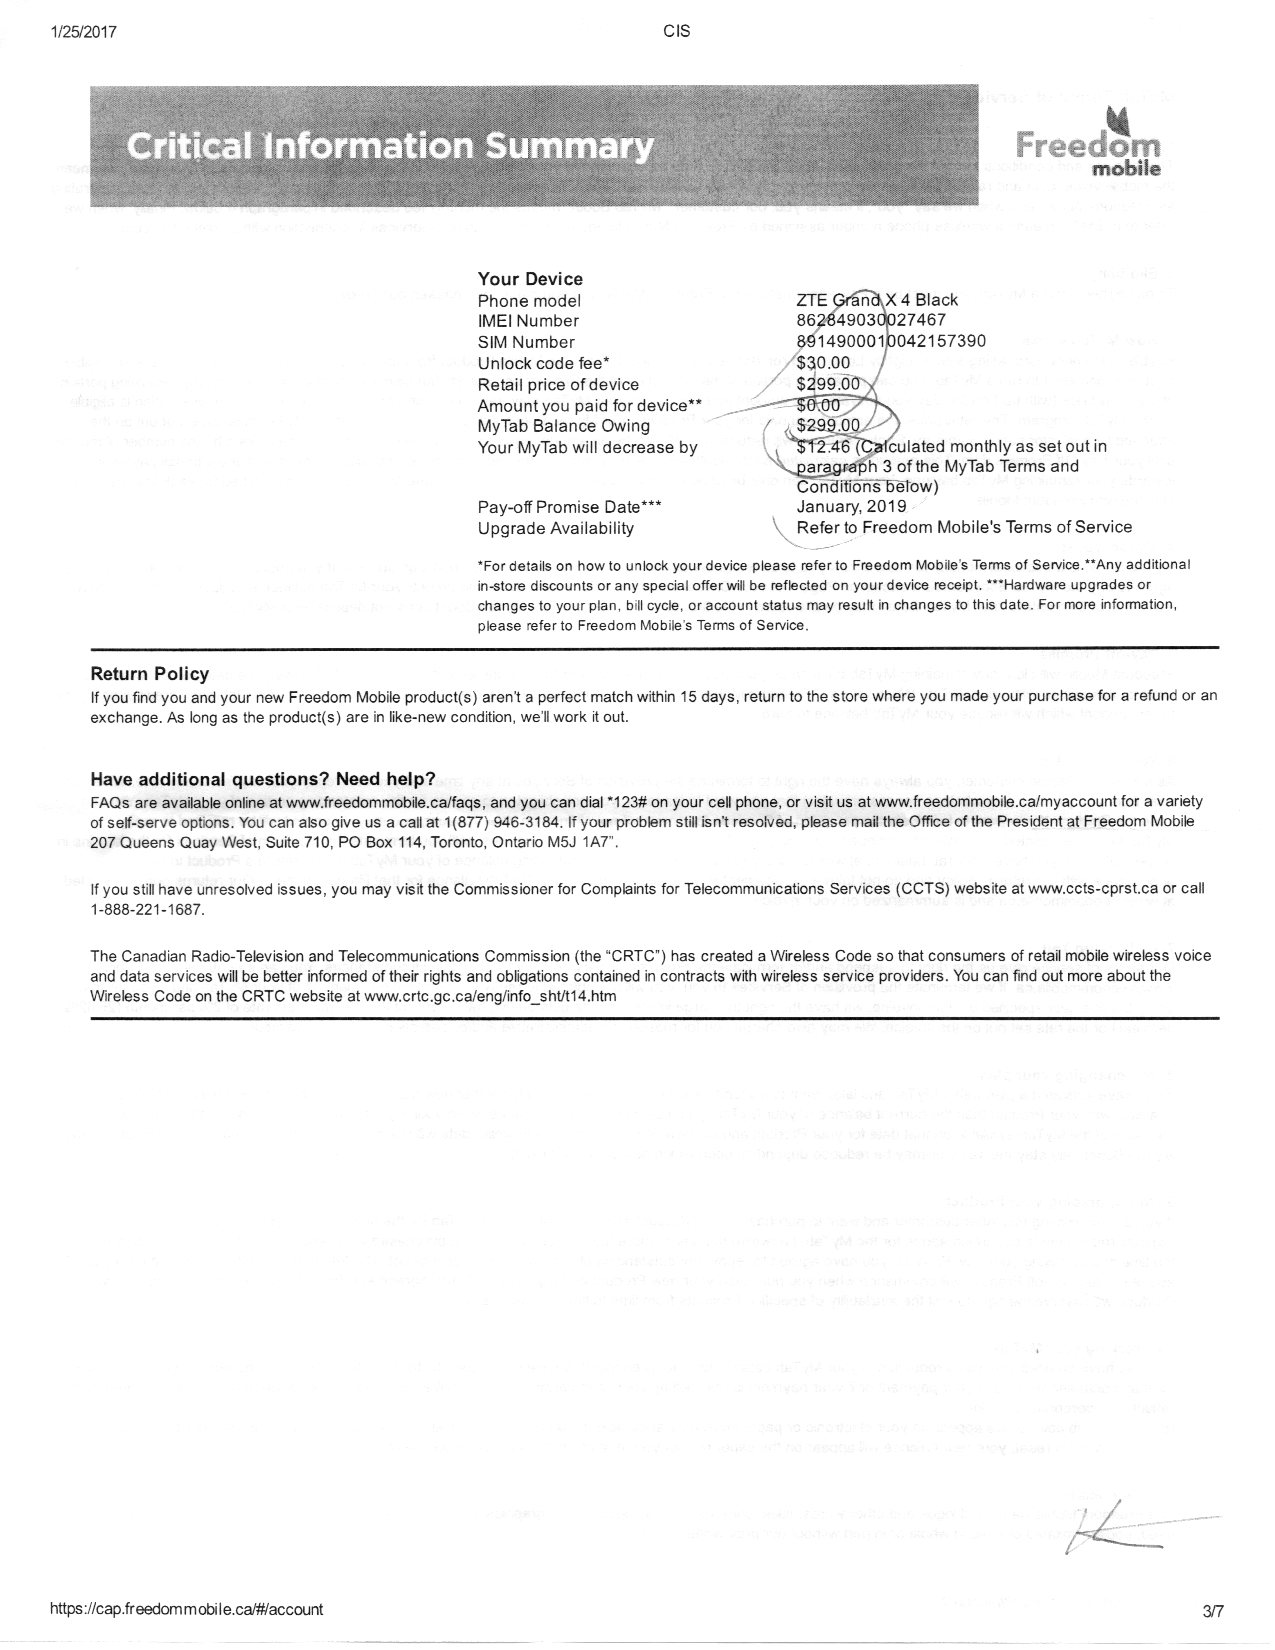 1/25/2017
CIS
Critical Information Summary
Freedom
mobile
Your Device
Phone model ZTE Grand X 4 Black
IMEI Number 862849030027467
SIM Number 8914900010042157390
Unlock code fee* $30.00
Retail price of device $299.00
Amount you paid for device** $0.00
MyTab Balance Owing $299.00
Your MyTab will decrease by $12.46 (Calculated monthly as set out in
paragraph 3 of the MyTab Terms and
Conditions below)
Pay-off Promise Date*** January, 2019
Upgrade Availability Refer to Freedom Mobile's Terms of Service
*For details on how to unlock your device please refer to Freedom Mobile's Terms of Service.**Any additional
in-store discounts or any special offer will be reflected on your device receipt. ***Hardware upgrades or
changes to your plan, bill cycle, or account status may result in changes to this date. For more information,
please refer to Freedom Mobile's Terms of Service.
Return Policy
If you find you and your new Freedom Mobile product(s) aren't a perfect match within 15 days, return to the store where you made your purchase for a refund or an
exchange. As long as the product(s) are in like-new condition, we'll work it out.
Have additional questions? Need help?
FAQs are available online at www.freedommobile.ca/faqs, and you can dial *123# on your cell phone, or visit us at www.freedommobile.ca/myaccount for a variety
of self-serve options. You can also give us a call at 1(877) 946-3184. If your problem still isn't resolved, please mail the Office of the President at Freedom Mobile
207 Queens Quay West, Suite 710, PO Box 114, Toronto, Ontario M5J 1A7".
If you still have unresolved issues, you may visit the Commissioner for Complaints for Telecommunications Services (CCTS) website at www.ccts-cprst.ca or call
1-888-221-1687.
The Canadian Radio-Television and Telecommunications Commission (the “CRTC”) has created a Wireless Code so that consumers of retail mobile wireless voice
and data services will be better informed of their rights and obligations contained in contracts with wireless service providers. You can find out more about the
Wireless Code on the CRTC website at www.crtc.gc.ca/eng/info_sht/t14.htm
https://cap.freedommobile.ca/#/account
3/7